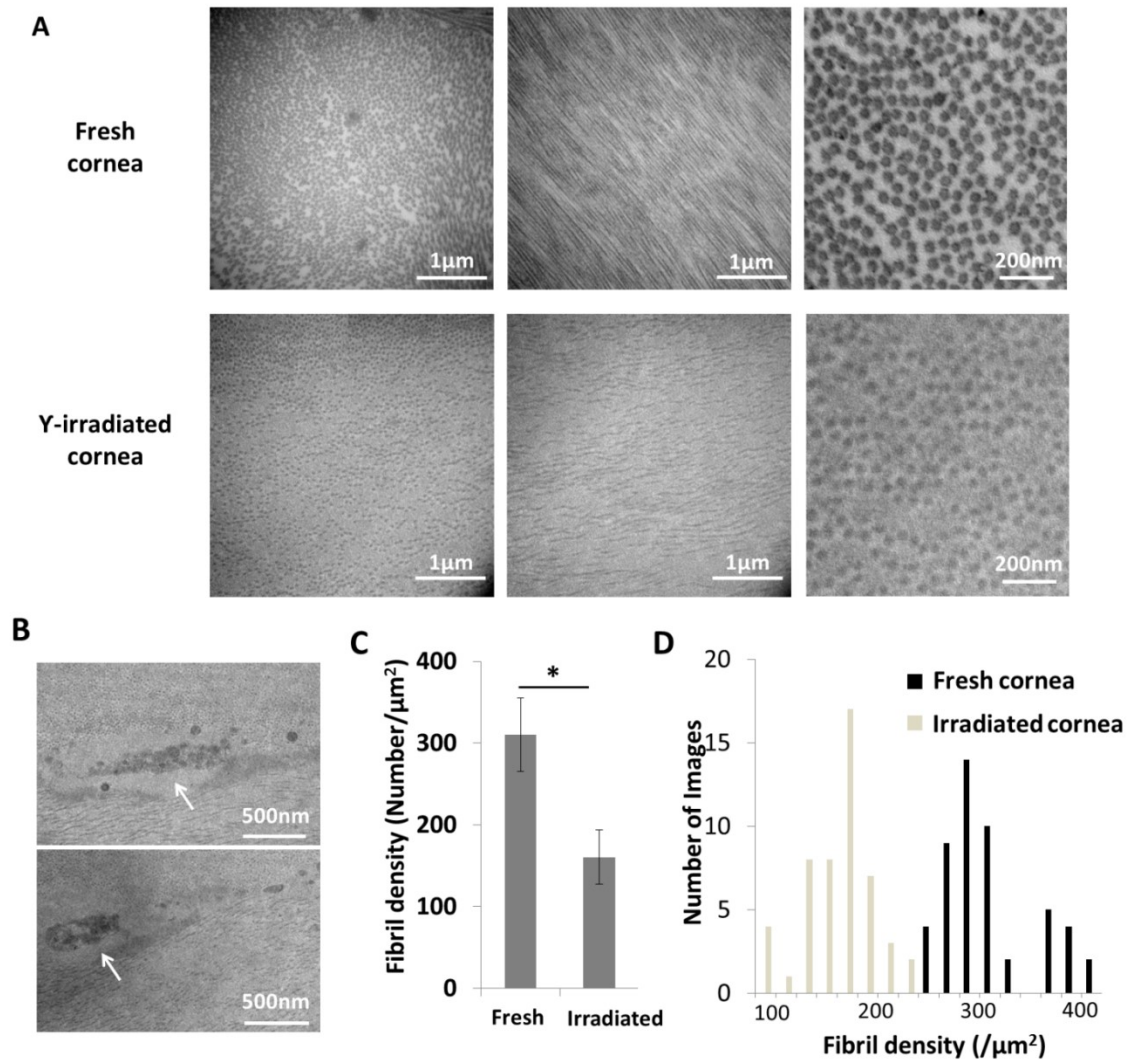 A
Fresh
cornea
1μm
1μm
200nm
Y-irradiated
cornea
1μm
1μm
200nm
B
500nm
500nm
C
Fibril density (Number/μm²)
400
300
200
100
0
*
Fresh
Irradiated
D
Number of Images
20
15
10
5
0
Fresh cornea
Irradiated cornea
100
200
300
400
Fibril density (/μm²)